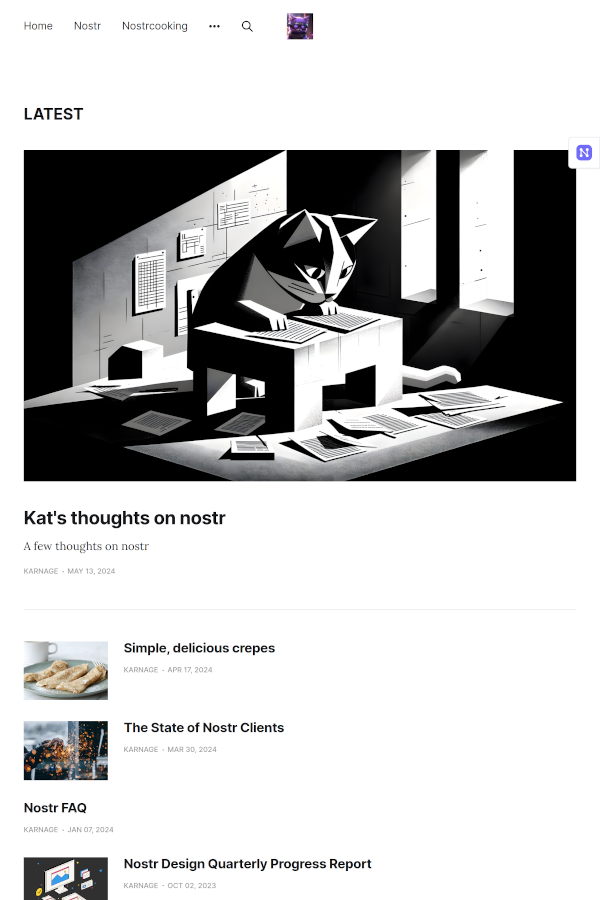 Home
Nostr
Nostrcooking
LATEST
Kat's thoughts on nostr
A few thoughts on nostr
KARNAGE • MAY 13, 2024
Simple, delicious crepes
KARNAGE • APR 17, 2024
The State of Nostr Clients
KARNAGE • MAR 30, 2024
Nostr FAQ
KARNAGE • JAN 07, 2024
Nostr Design Quarterly Progress Report
KARNAGE • OCT 02, 2023